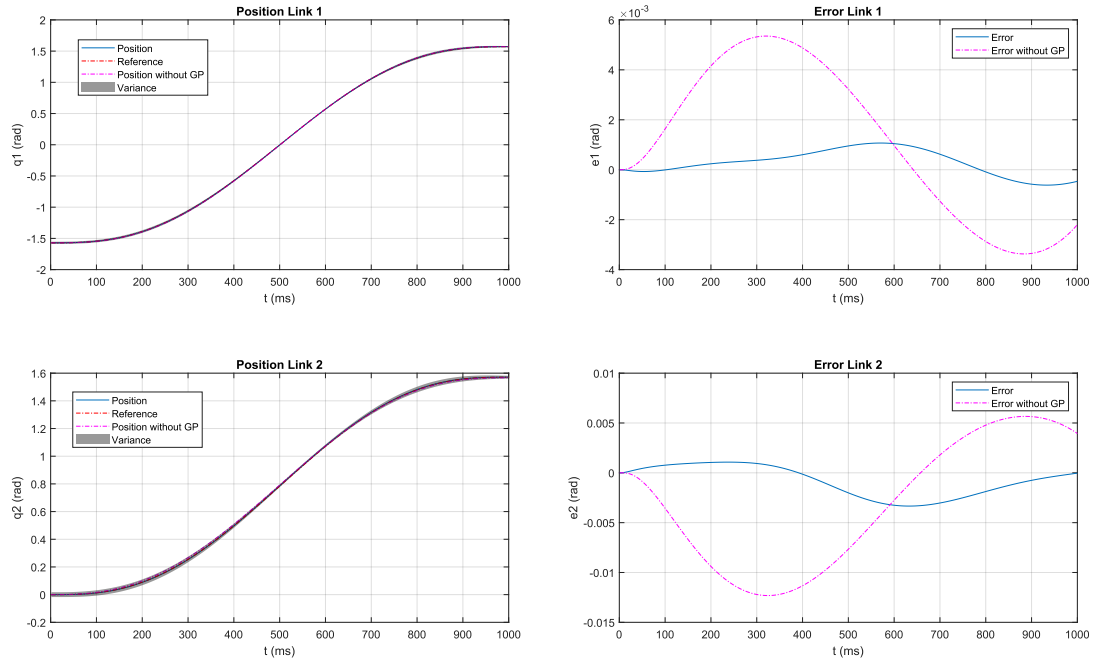 Position Link 1
2
1.5
1
0.5
0
-0.5
-1
-1.5
-2
q1 (rad)
Position
Reference
Position without GP
Variance
0 100 200 300 400 500 600 700 800 900 1000
t (ms)
Error Link 1
×10-3
6
4
2
0
-2
-4
e1 (rad)
Error
Error without GP
0 100 200 300 400 500 600 700 800 900 1000
t (ms)
Position Link 2
1.6
1.4
1.2
1
0.8
0.6
0.4
0.2
0
-0.2
q2 (rad)
Position
Reference
Position without GP
Variance
0 100 200 300 400 500 600 700 800 900 1000
t (ms)
Error Link 2
0.01
0.005
0
-0.005
-0.01
-0.015
e2 (rad)
Error
Error without GP
0 100 200 300 400 500 600 700 800 900 1000
t (ms)